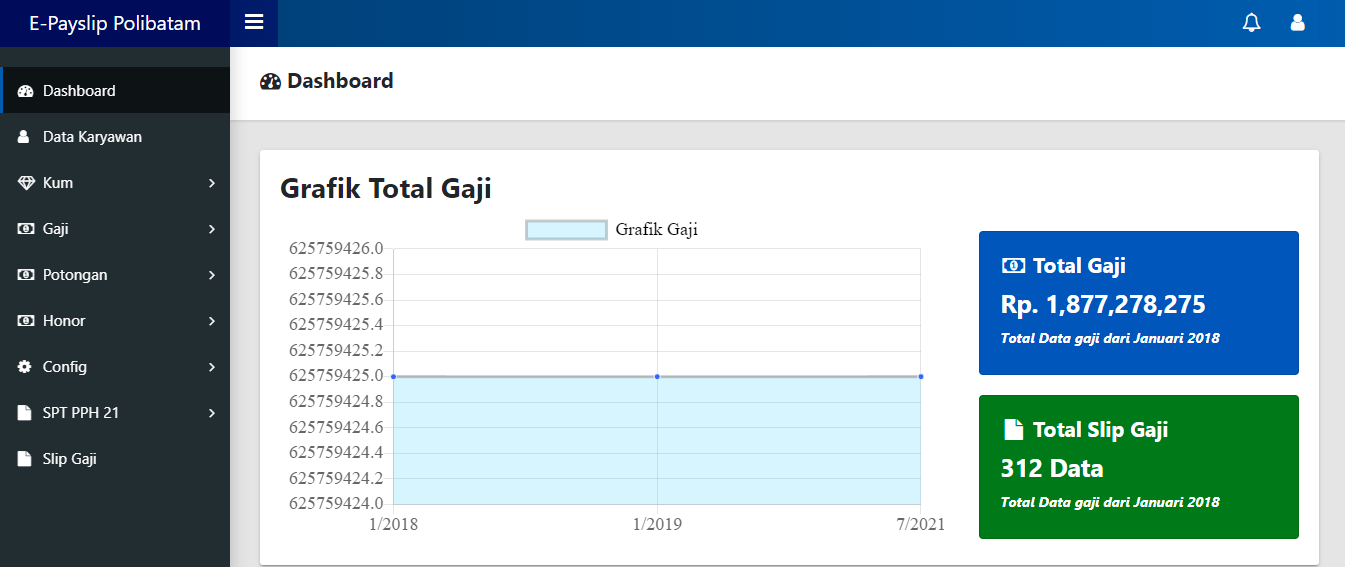 E-Payslip Polibatam
Dashboard
Data Karyawan
Kum
Gaji
Potongan
Honor
Config
SPT PPH 21
Slip Gaji
Dashboard
Grafik Total Gaji
Grafik Gaji
625759426.0
625759425.8
625759425.6
625759425.4
625759425.2
625759425.0
625759424.8
625759424.6
625759424.4
625759424.2
625759424.0
1/2018 1/2019 7/2021
Total Gaji
Rp. 1,877,278,275
Total Data gaji dari Januari 2018
Total Slip Gaji
312 Data
Total Data gaji dari Januari 2018